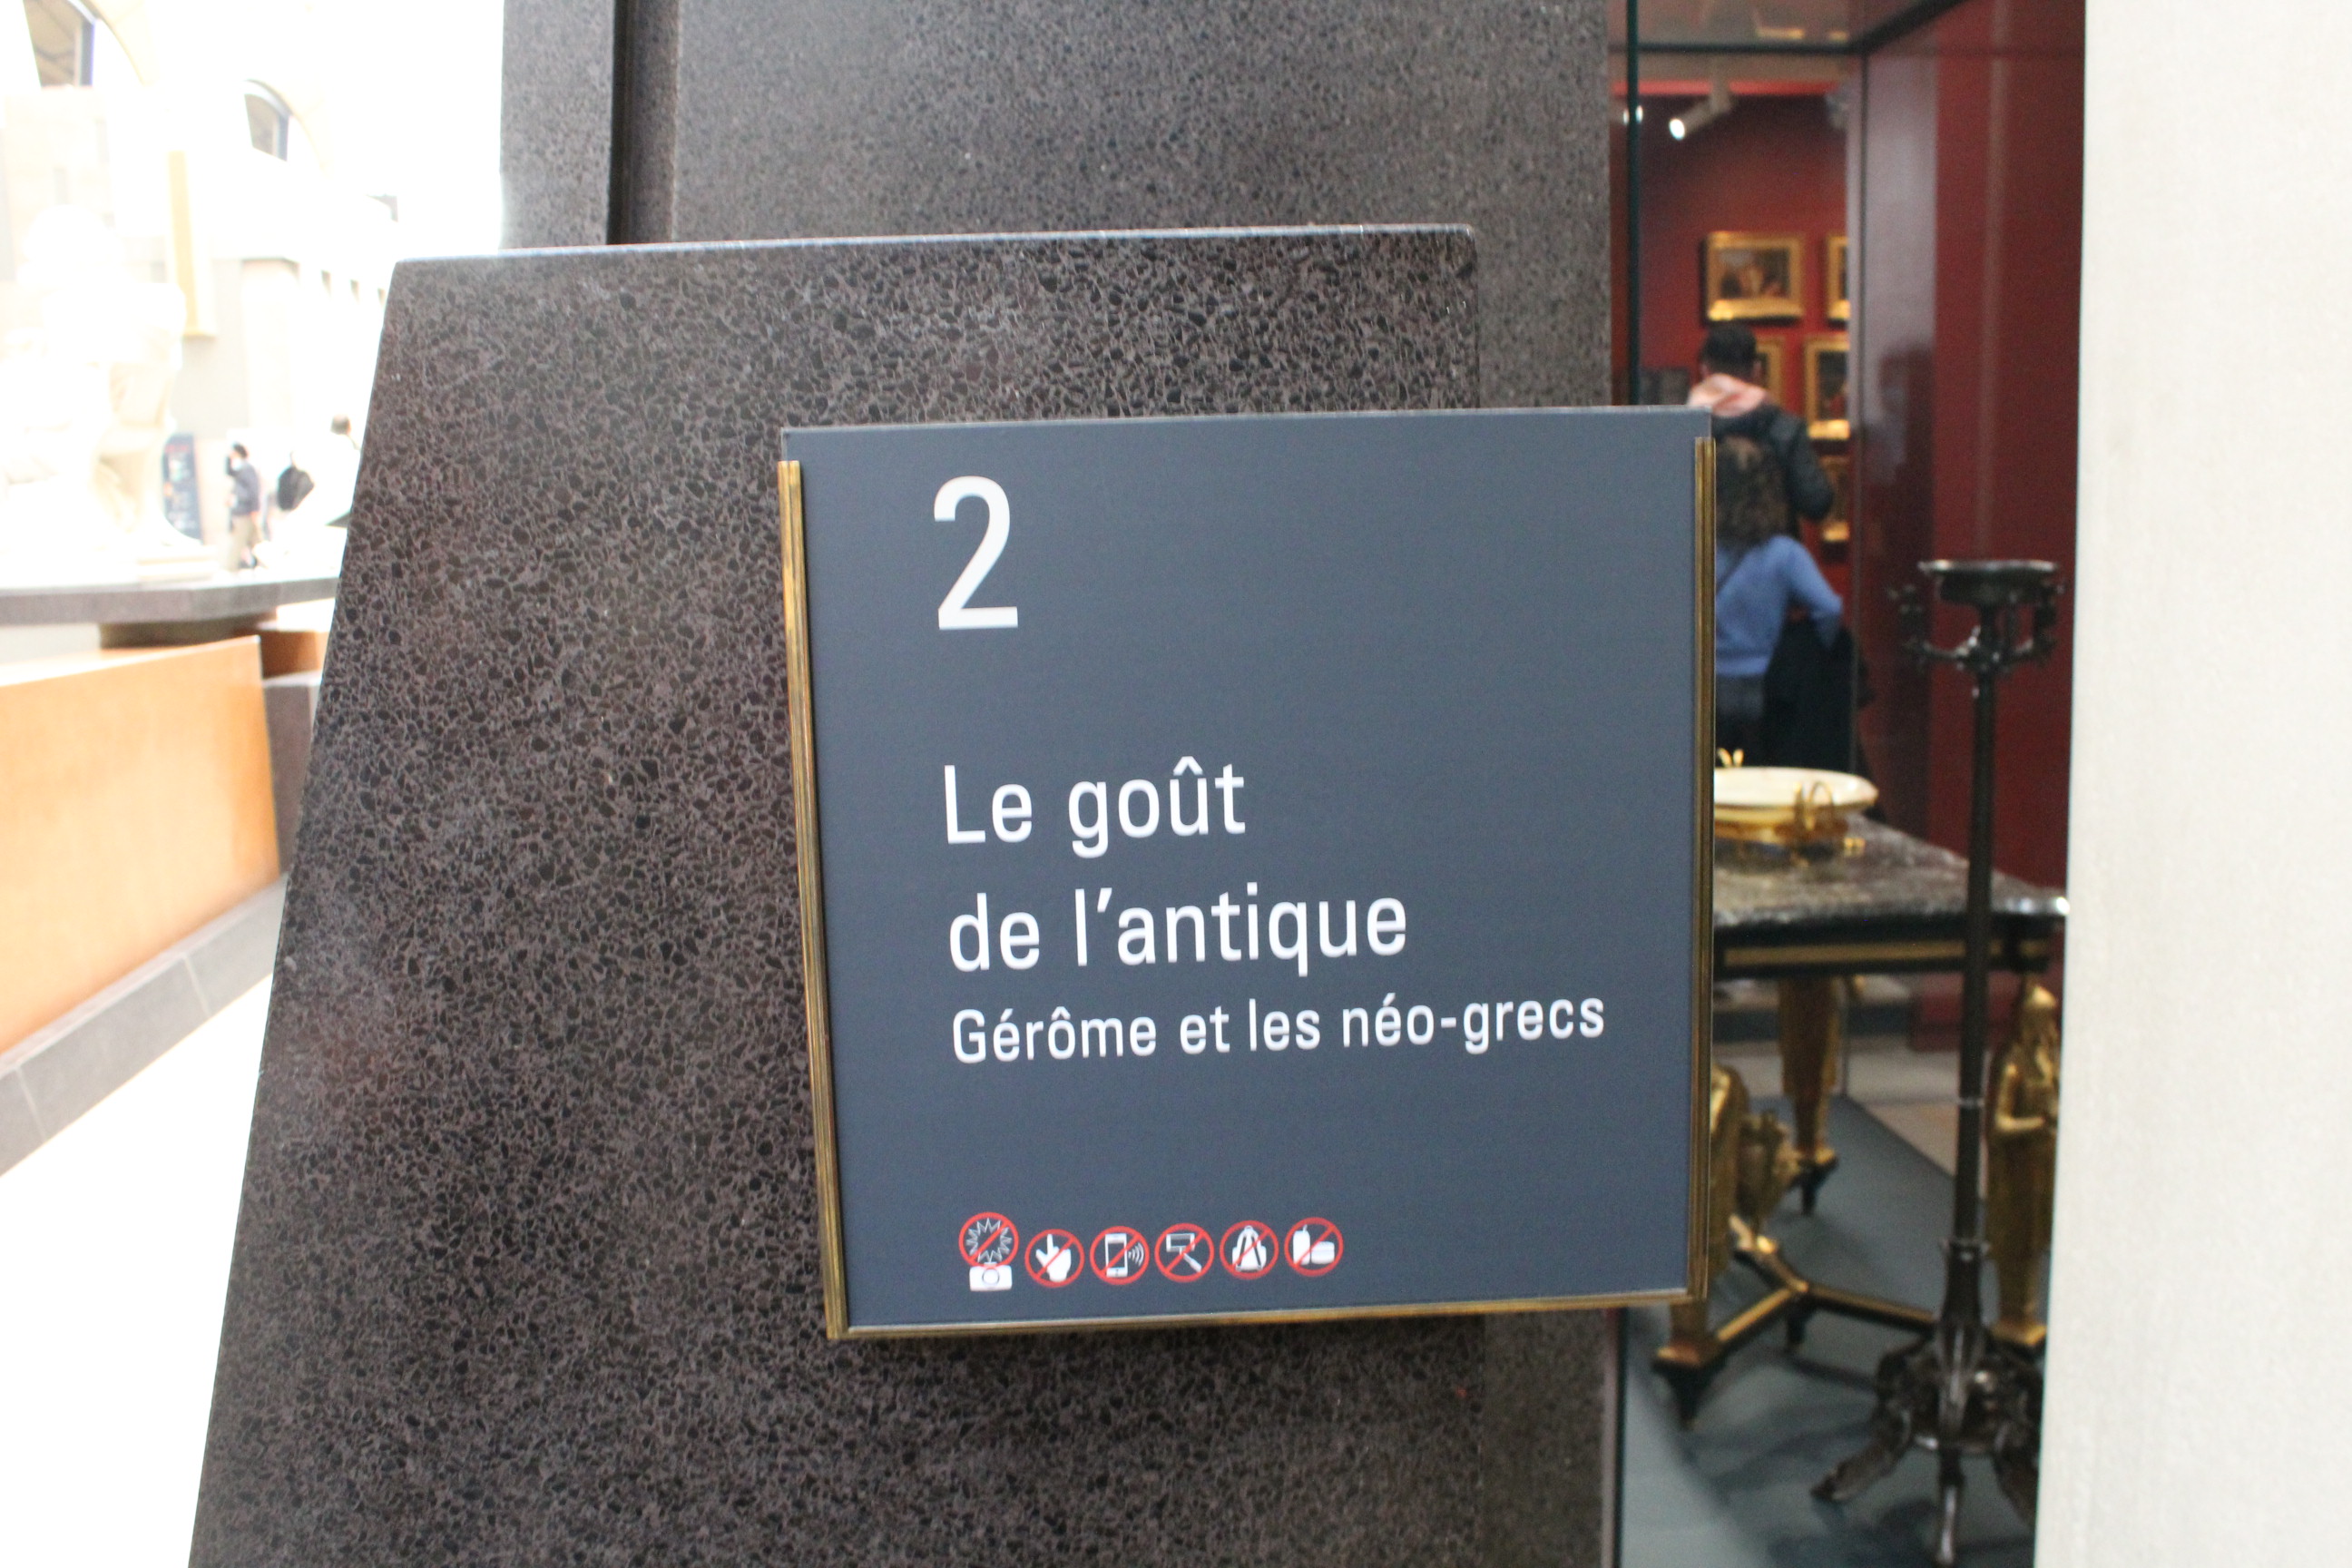 2
Le goût
de l’antique
Gérôme et les néo-grecs